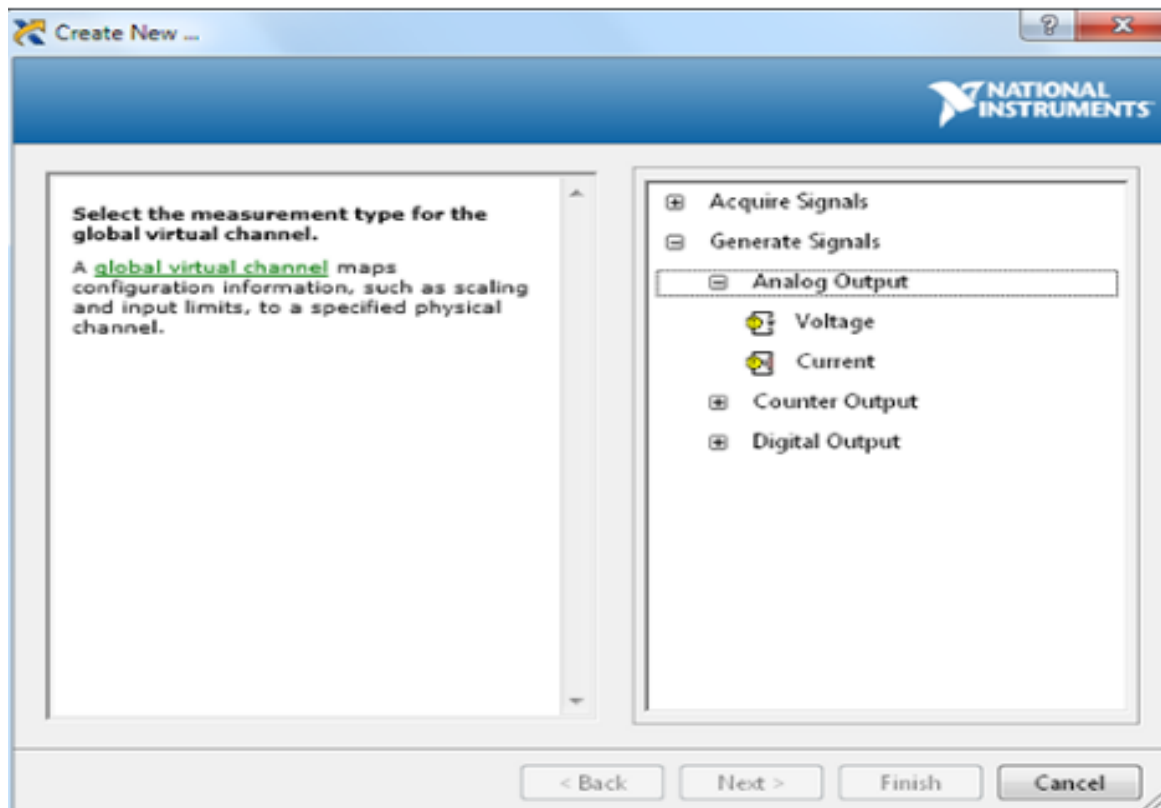 Create New ...
NATIONAL
INSTRUMENTS
Select the measurement type for the
global virtual channel.
A global virtual channel maps
configuration information, such as scaling
and input limits, to a specified physical
channel.
Acquire Signals
Generate Signals
Analog Output
Voltage
Current
Counter Output
Digital Output
< Back
Next >
Finish
Cancel